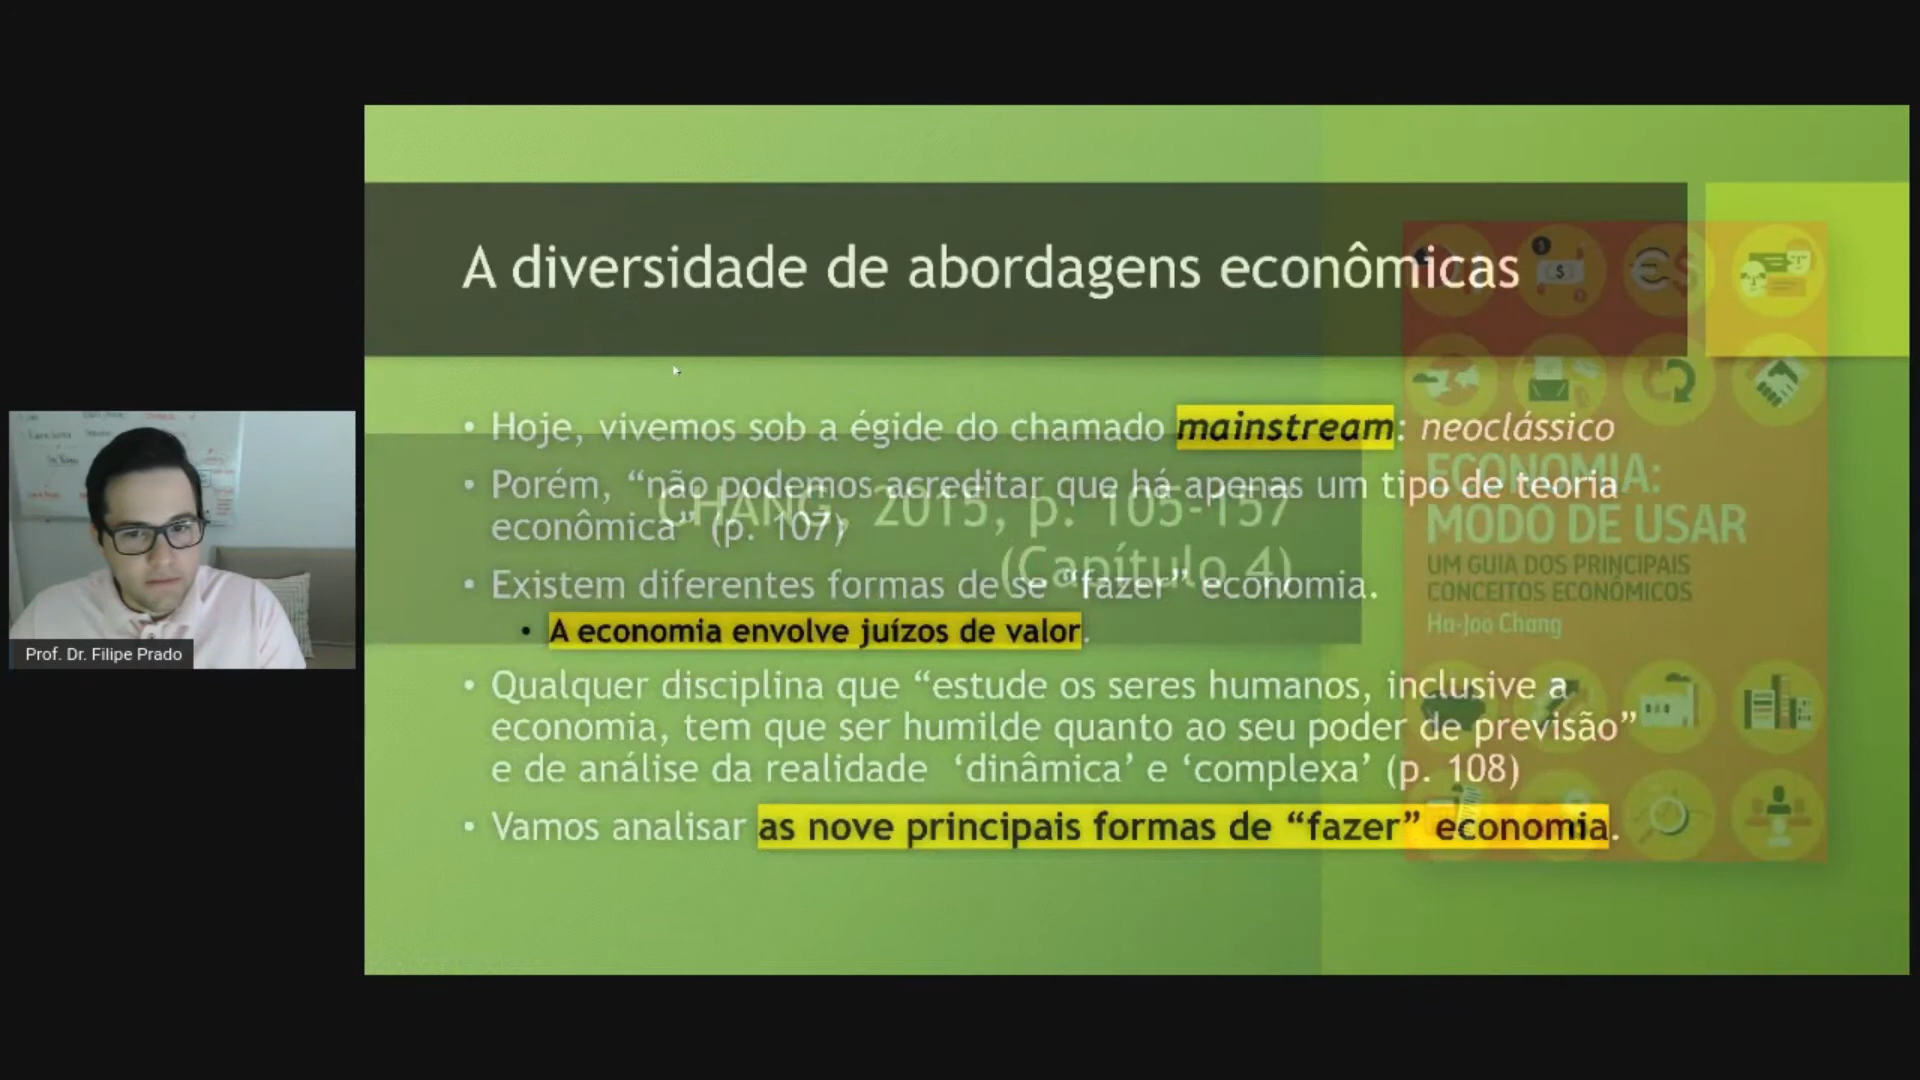 A diversidade de abordagens econômicas
• Hoje, vivemos sob a égide do chamado mainstream: neoclássico
• Porém, “não podemos acreditar que há apenas um tipo de teoria
econômica” (p. 107)
• Existem diferentes formas de se “fazer” economia.
• A economia envolve juízos de valor.
• Qualquer disciplina que “estude os seres humanos, inclusive a
economia, tem que ser humilde quanto ao seu poder de previsão”
e de análise da realidade ‘dinâmica’ e ‘complexa’ (p. 108)
• Vamos analisar as nove principais formas de “fazer” economia.
CHANG, 2015, p. 105-157
(Capítulo 4)
ECONOMIA:
MODO DE USAR
UM GUIA DOS PRINCIPAIS
CONCEITOS ECONÔMICOS
Ha-Joo Chang
Prof. Dr. Filipe Prado